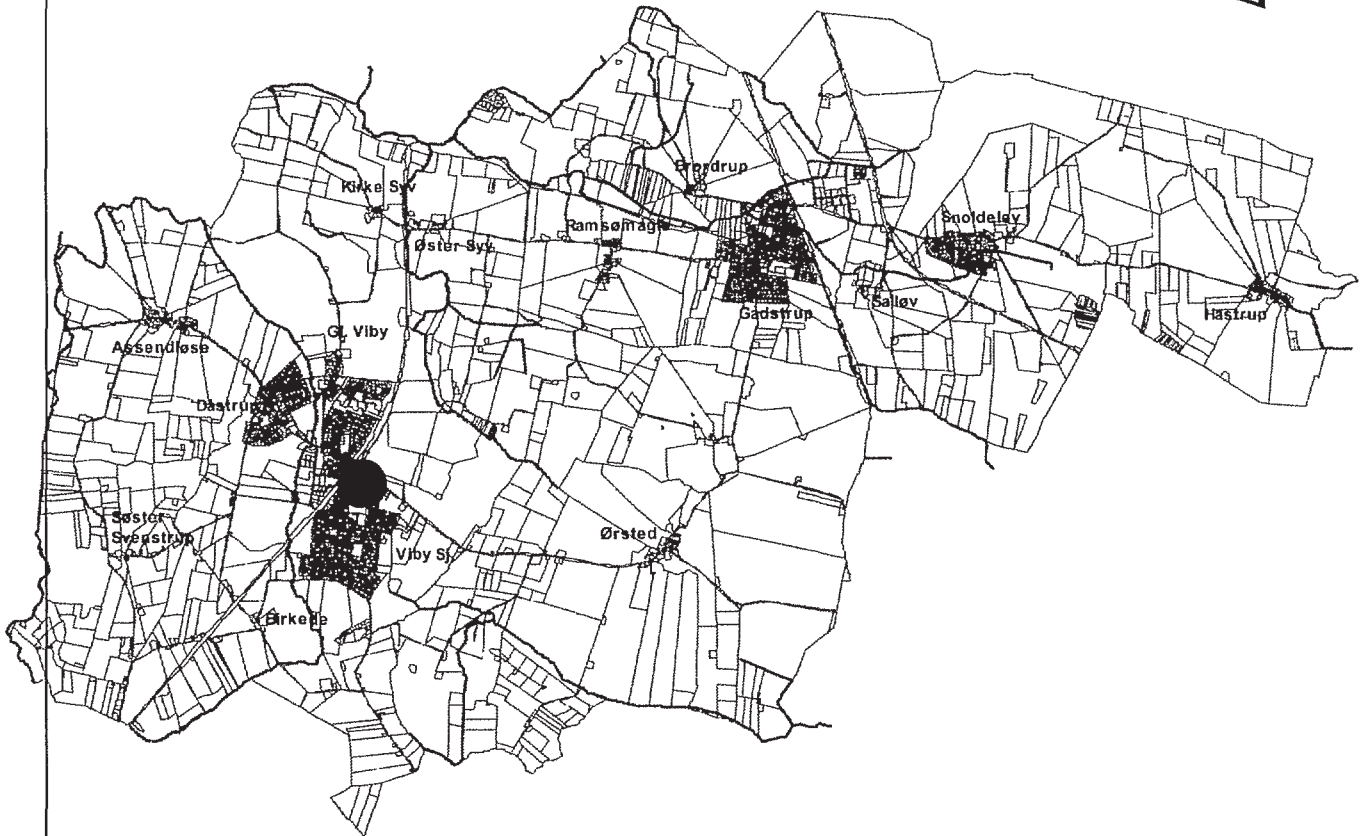 Brordrup
Kirke Syv
Snoldelev
Ramsømagle
Øster Syv
Salløv
Gadstrup
Hastrup
Gl. Viby
Assendløse
Dåstrup
Søster
Svenstrup
Ørsted
Viby Sj
Birkede